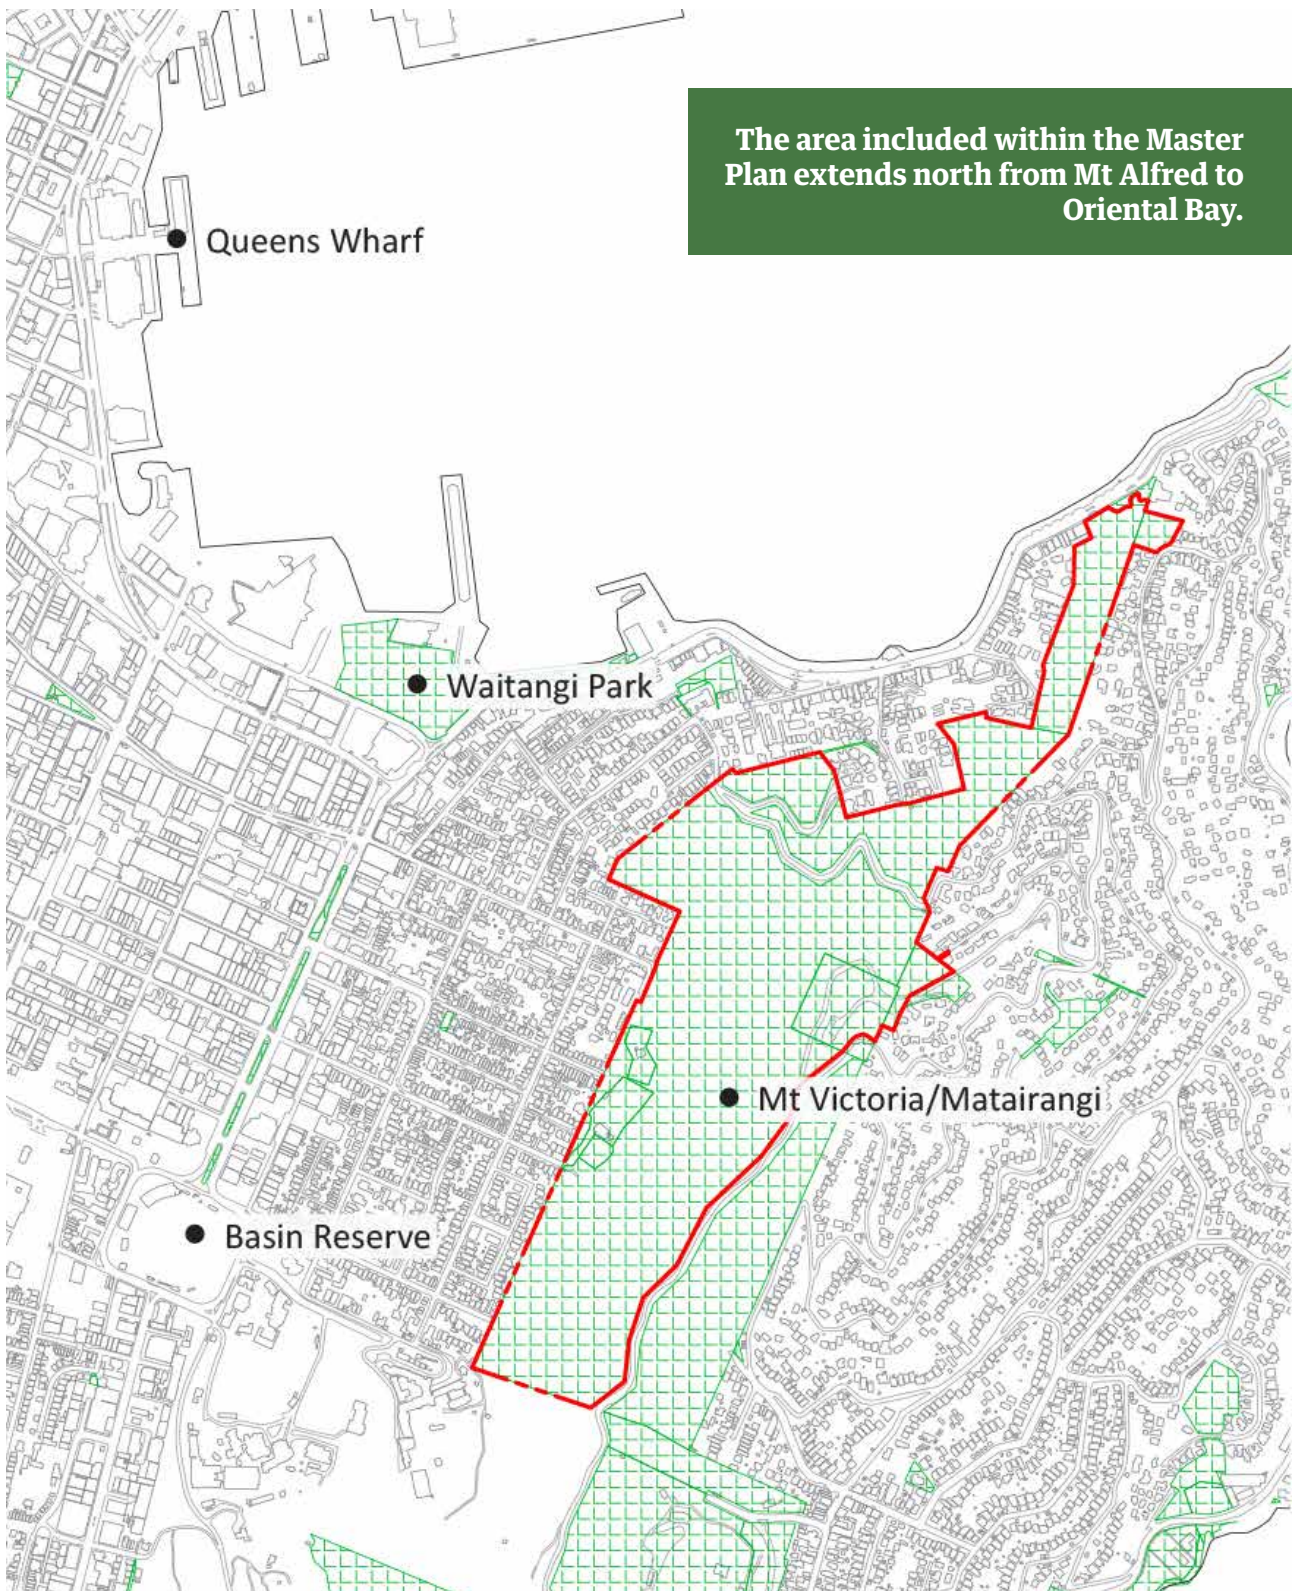 The area included within the Master
Plan extends north from Mt Alfred to
Oriental Bay.
Queens Wharf
Waitangi Park
Mt Victoria/Matairangi
Basin Reserve